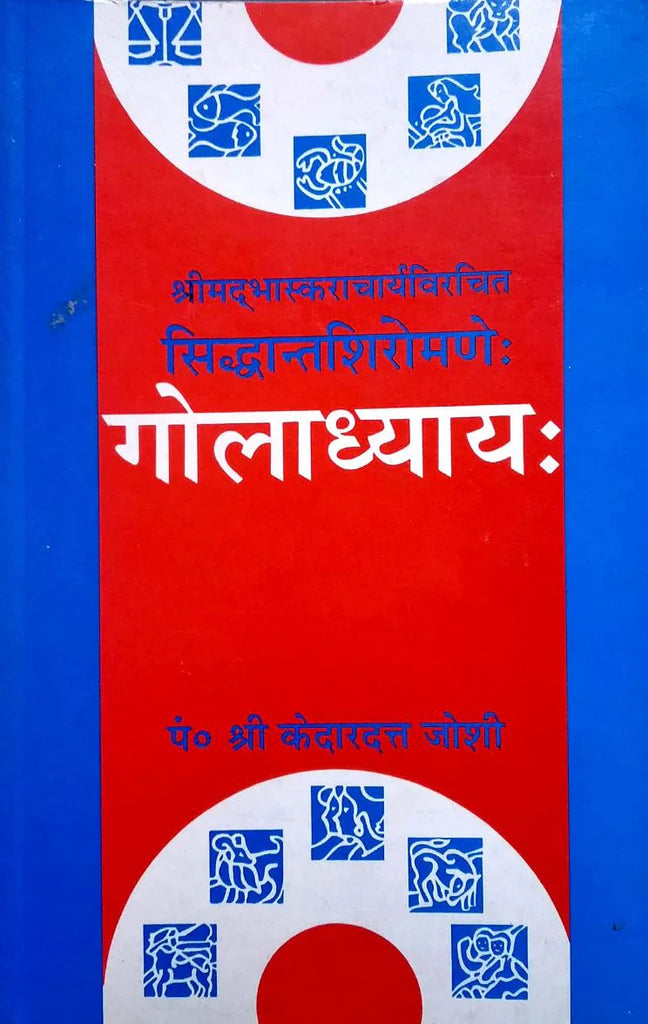 श्रीमद्भास्कराचार्यविरचित
सिद्धान्तशिरोमणेः
गोलाध्यायः
पं० श्री केदारदत्त जोशी